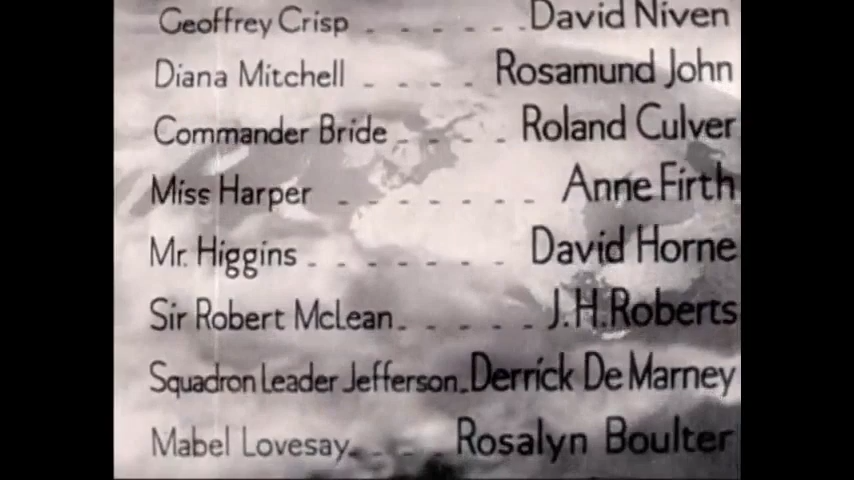 Geoffrey Crisp - - - - - - David Niven
Diana Mitchell - - - - Rosamund John
Commander Bride - - - - Roland Culver
Miss Harper - - - - - - - Anne Firth
Mr. Higgins - - - - - - - David Horne
Sir Robert McLean - - - - - - J.H.Roberts
Squadron Leader Jefferson - Derrick De Marney
Mabel Lovesay - - - - Rosalyn Boulter